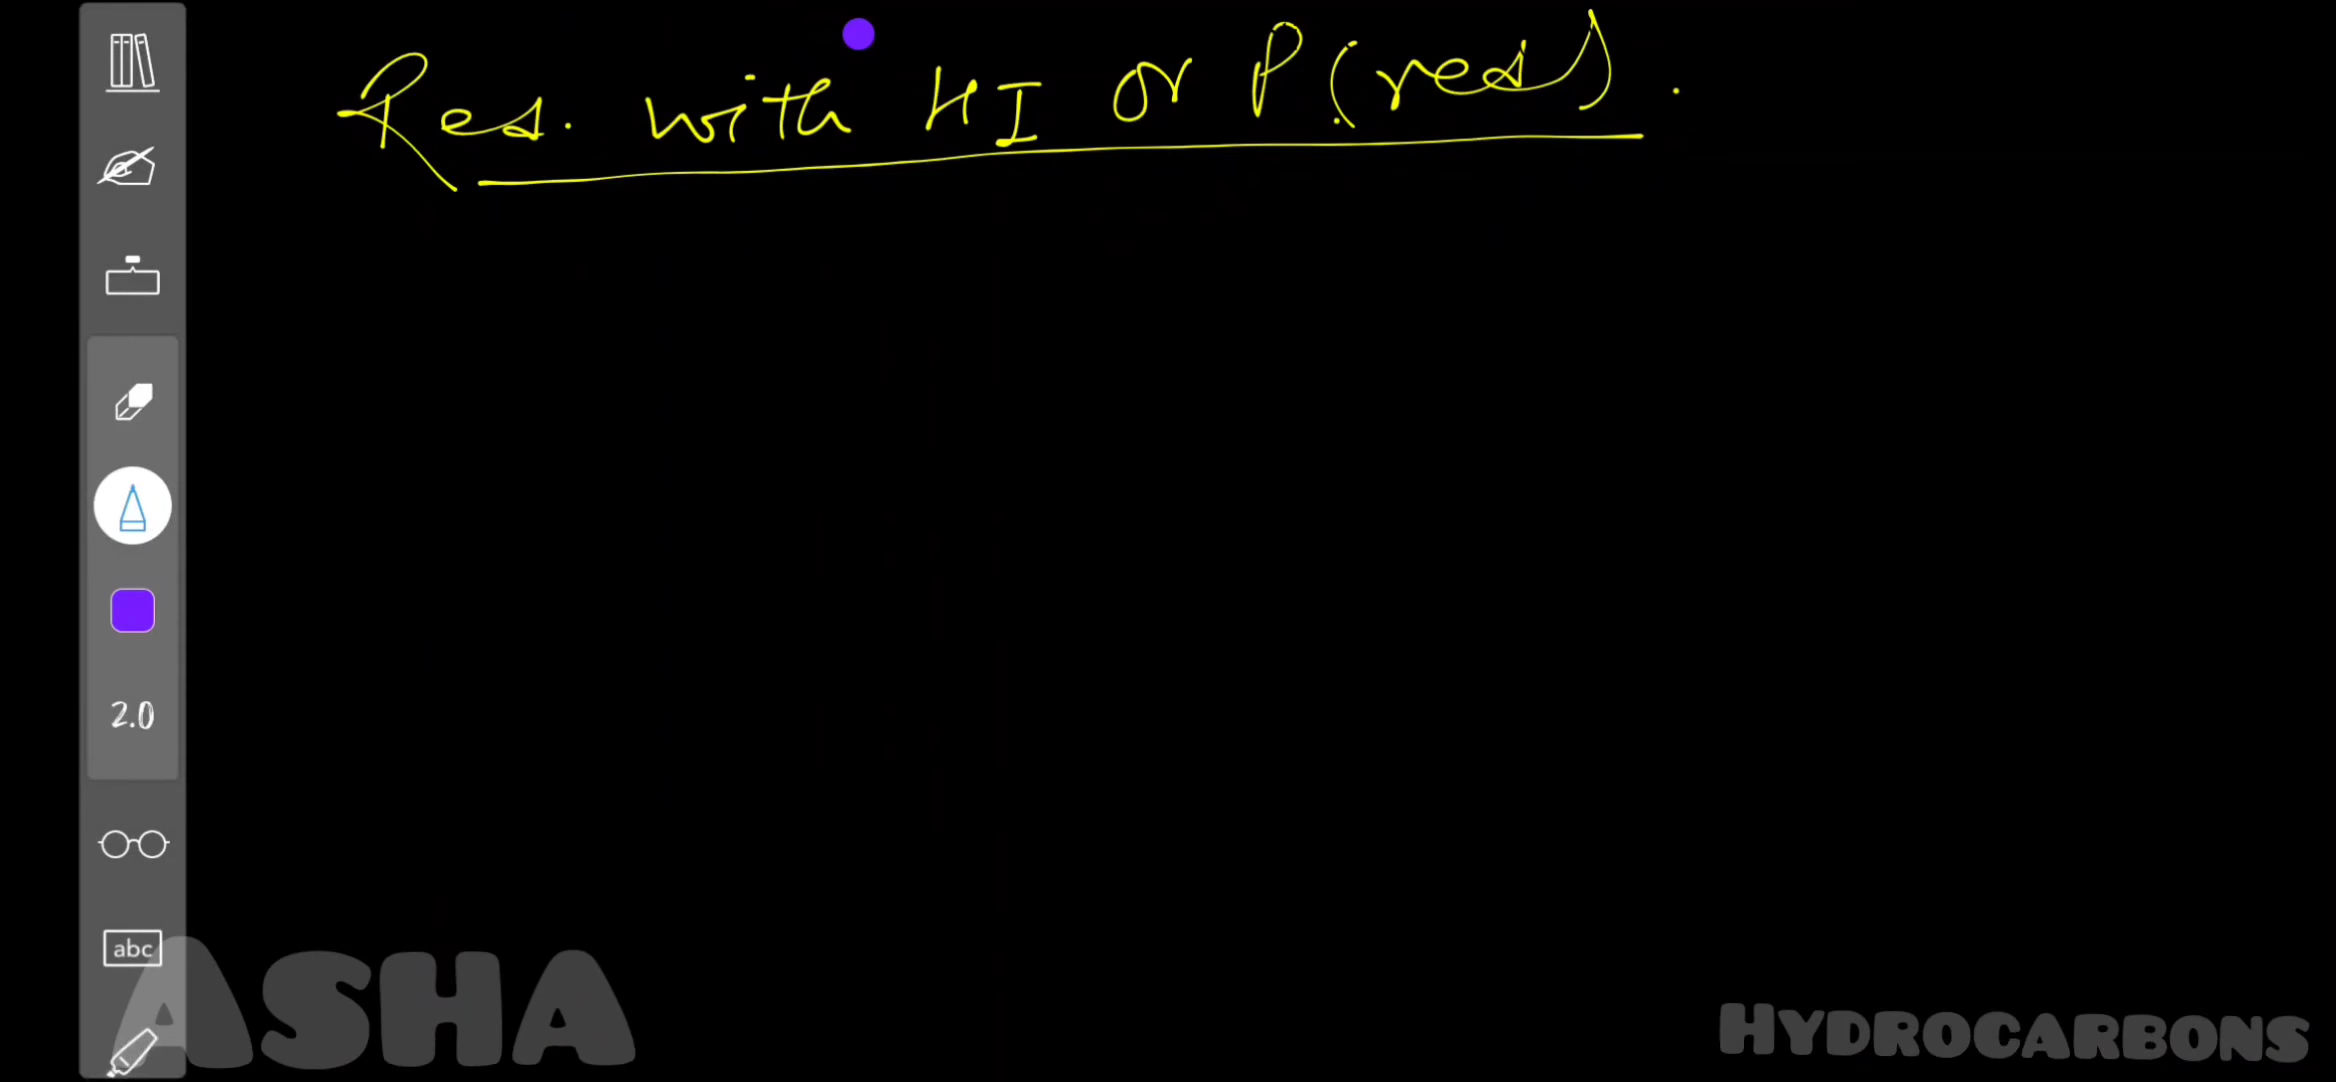 Red. with HI or P(red).
2.0
abc
ASHA
HYDROCARBONS